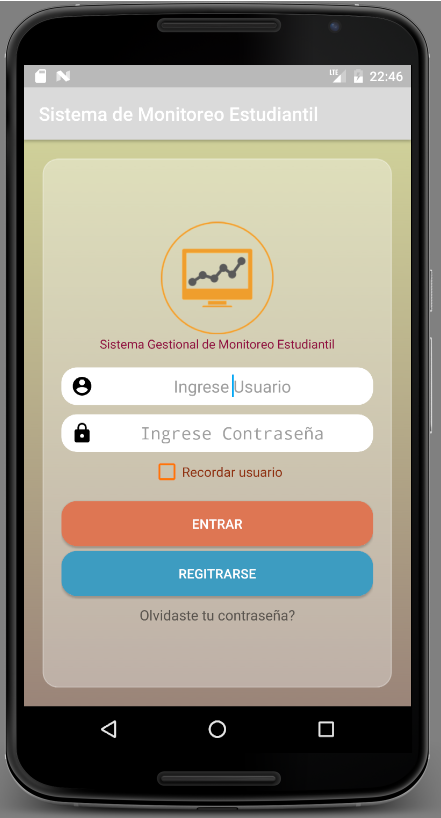 LTE 22:46
Sistema de Monitoreo Estudiantil
Sistema Gestional de Monitoreo Estudiantil
Ingrese Usuario
Ingrese Contraseña
Recordar usuario
ENTRAR
REGITRARSE
Olvidaste tu contraseña?